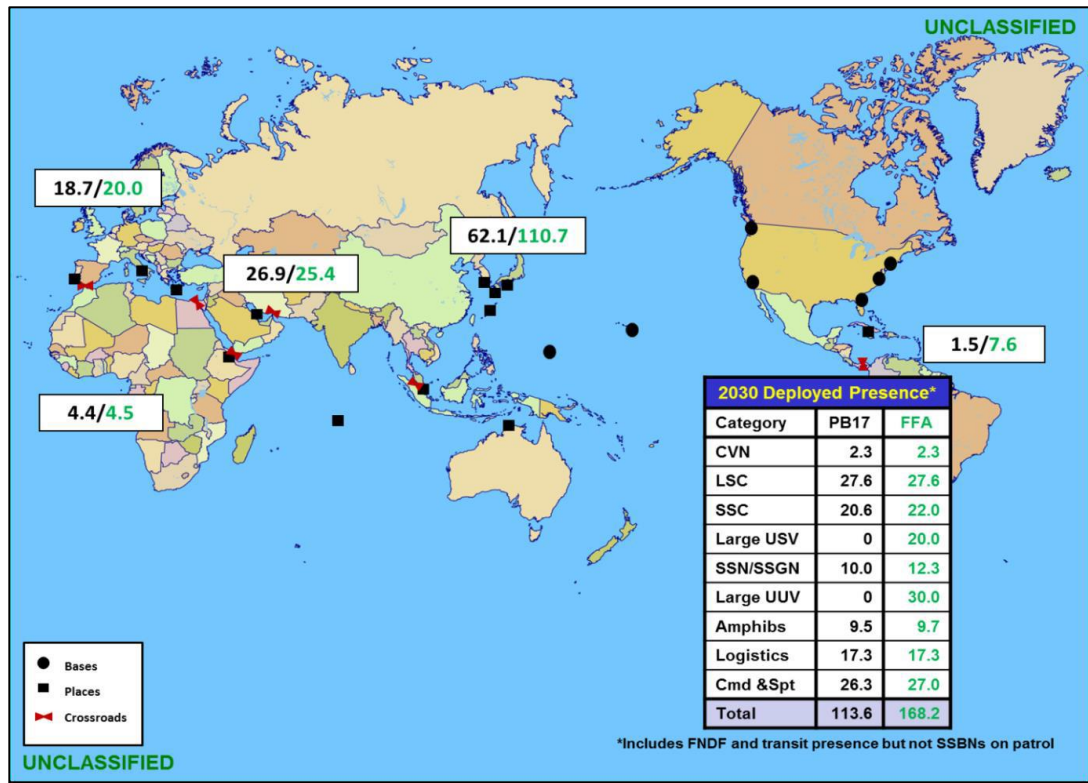 UNCLASSIFIED
18.7/20.0
62.1/110.7
26.9/25.4
1.5/7.6
4.4/4.5
2030 Deployed Presence*
Category PB17 FFA
CVN 2.3 2.3
LSC 27.6 27.6
SSC 20.6 22.0
Large USV 0 20.0
SSN/SSGN 10.0 12.3
Large UUV 0 30.0
Amphibs 9.5 9.7
Logistics 17.3 17.3
Cmd &Spt 26.3 27.0
Total 113.6 168.2
*Includes FNDF and transit presence but not SSBNs on patrol
Bases
Places
Crossroads
UNCLASSIFIED